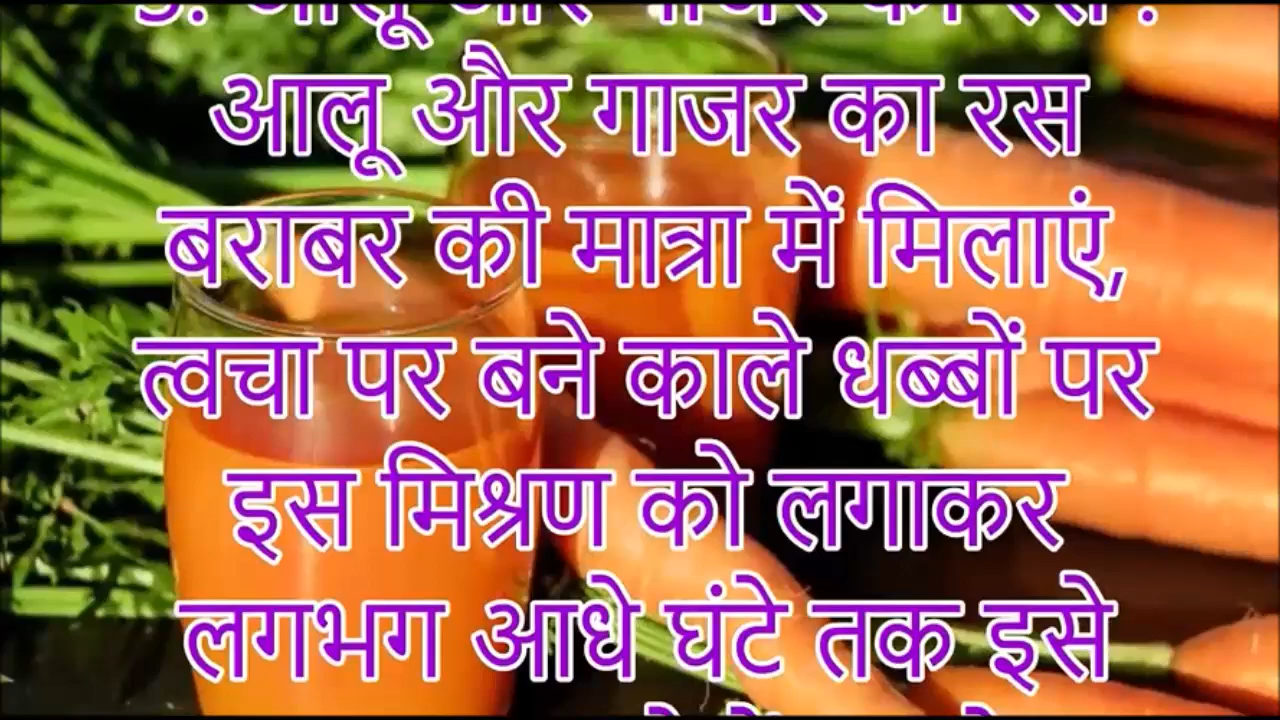 आलू और गाजर का रस
बराबर की मात्रा में मिलाएं,
त्वचा पर बने काले धब्बों पर
इस मिश्रण को लगाकर
लगभग आधे घंटे तक इसे